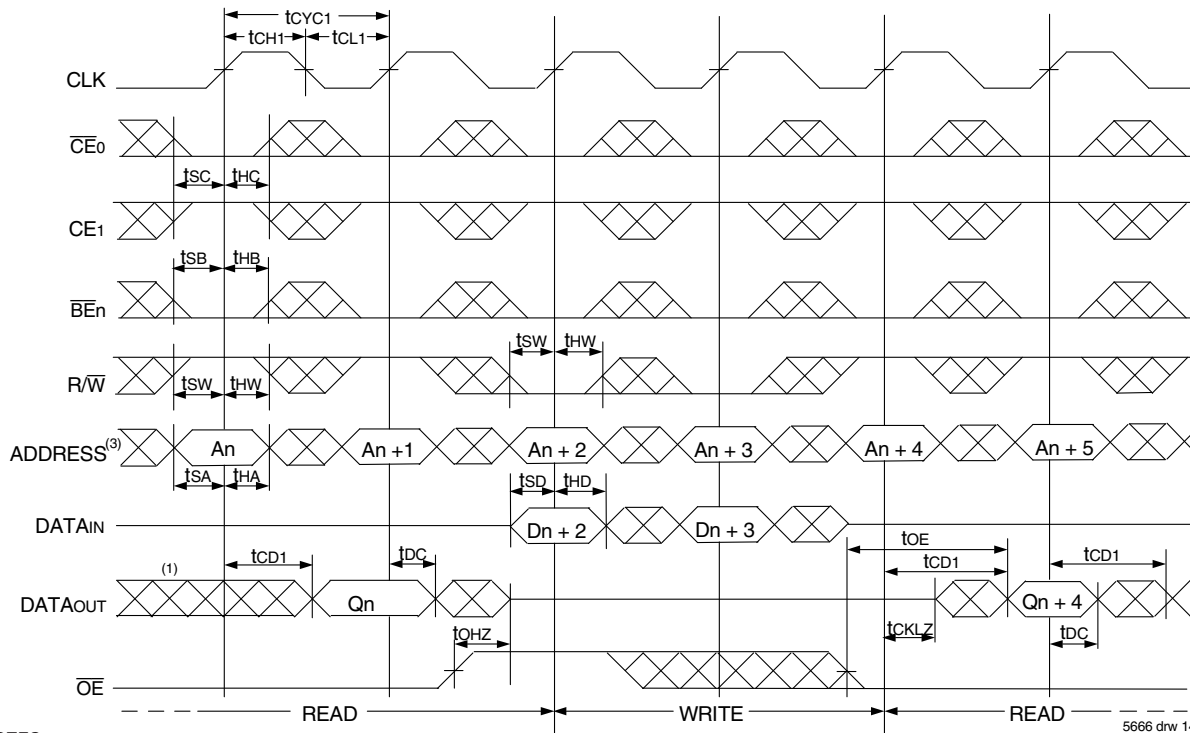 tCYC1
tCH1 tCL1
CLK
CE0
tSC tHC
CE1
tSB tHB
BEn
tSW tHW
R/W
tSW tHW
ADDRESS(3) An An +1 An + 2 An + 3 An + 4 An + 5
tSA tHA tSD tHD
DATAIN Dn + 2 Dn + 3
tOE
(1) tCD1 tDC tCD1 tCD1
DATAOUT Qn Qn + 4
tOHZ tCKLZ tDC
OE
READ WRITE READ
5666 drw 14